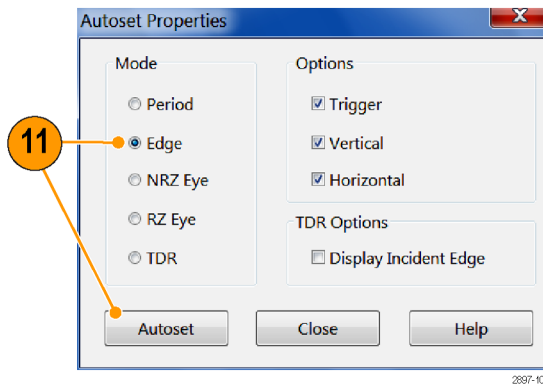 Autoset Properties
X
Mode
Period
Edge
NRZ Eye
RZ Eye
TDR
Options
Trigger
Vertical
Horizontal
TDR Options
Display Incident Edge
11
Autoset
Close
Help
2897-10